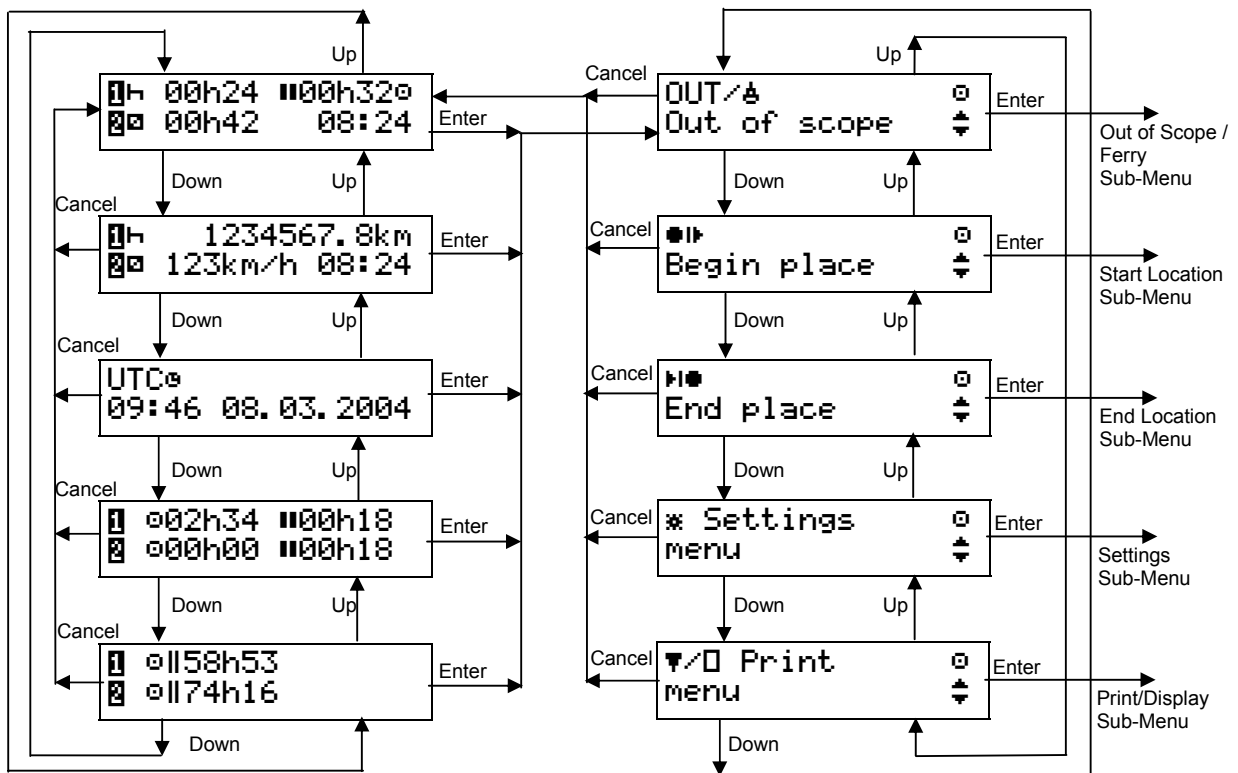 Up
1 00h24 00h32
2 00h42 08:24
Enter
Down
Up
Cancel
1 1234567.8km
2 123km/h 08:24
Enter
Down
Up
Cancel
UTC
09:46 08.03.2004
Enter
Down
Up
Cancel
1 02h34 00h18
2 00h00 00h18
Enter
Down
Up
Cancel
1 58h53
2 74h16
Enter
Down
Up
Cancel
OUT/
Out of scope
Enter
Out of Scope /
Ferry
Sub-Menu
Down
Up
Cancel
Begin place
Enter
Start Location
Sub-Menu
Down
Up
Cancel
End place
Enter
End Location
Sub-Menu
Down
Up
Cancel
Settings
menu
Enter
Settings
Sub-Menu
Down
Up
Cancel
/ Print
menu
Enter
Print/Display
Sub-Menu
Down